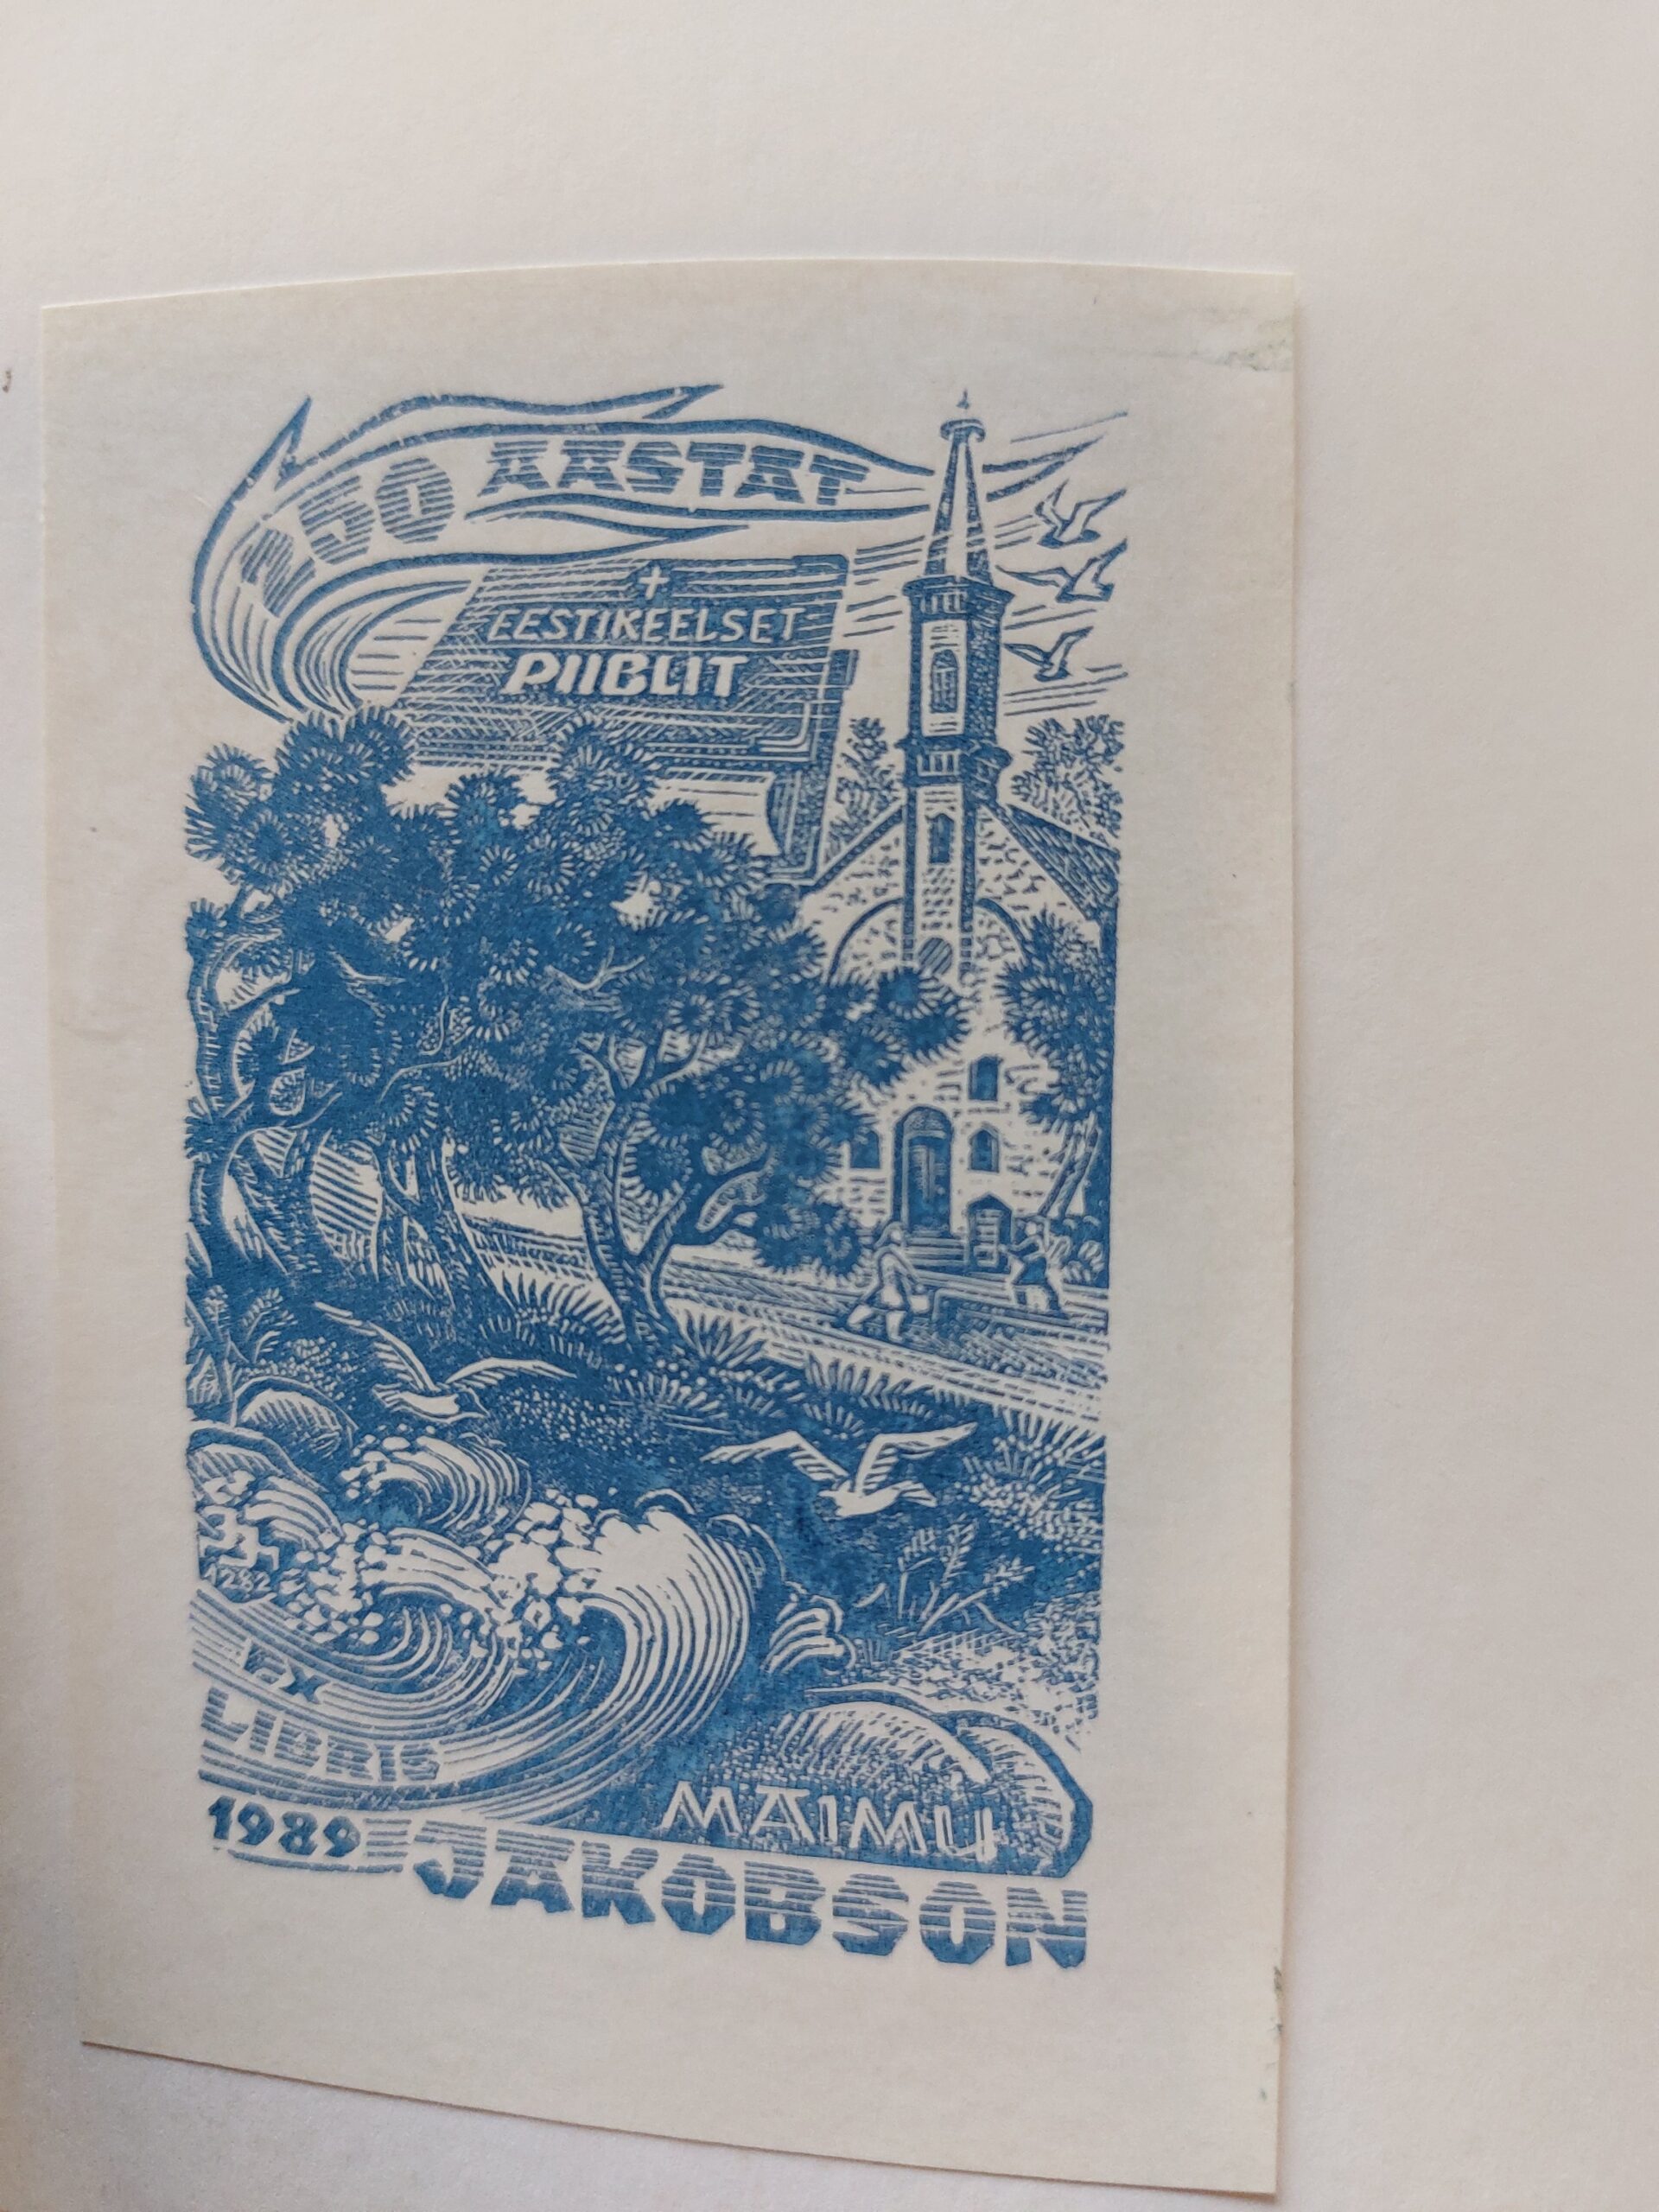 250 AASTAT
EESTIKEELSET
PIIBLIT
EX
LIBRIS
1989
MAIMU
JAKOBSON